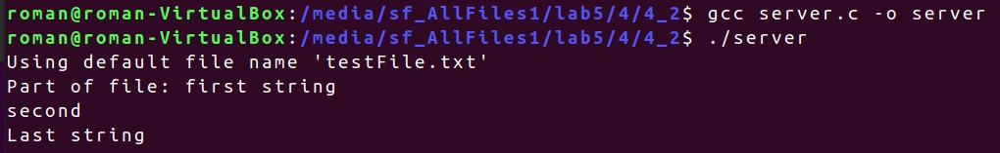 roman@roman-VirtualBox:/media/sf_AllFiles1/lab5/4/4_2$ gcc server.c -o server
roman@roman-VirtualBox:/media/sf_AllFiles1/lab5/4/4_2$ ./server
Using default file name 'testFile.txt'
Part of file: first string
second
Last string